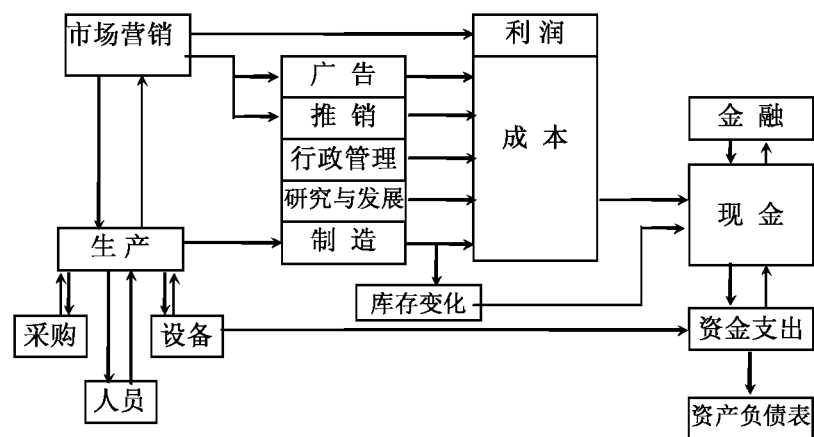 市场营销
利润
广告
推销
成本
金融
行政管理
研究与发展
现金
生产
制造
库存变化
采购
设备
资金支出
人员
资产负债表